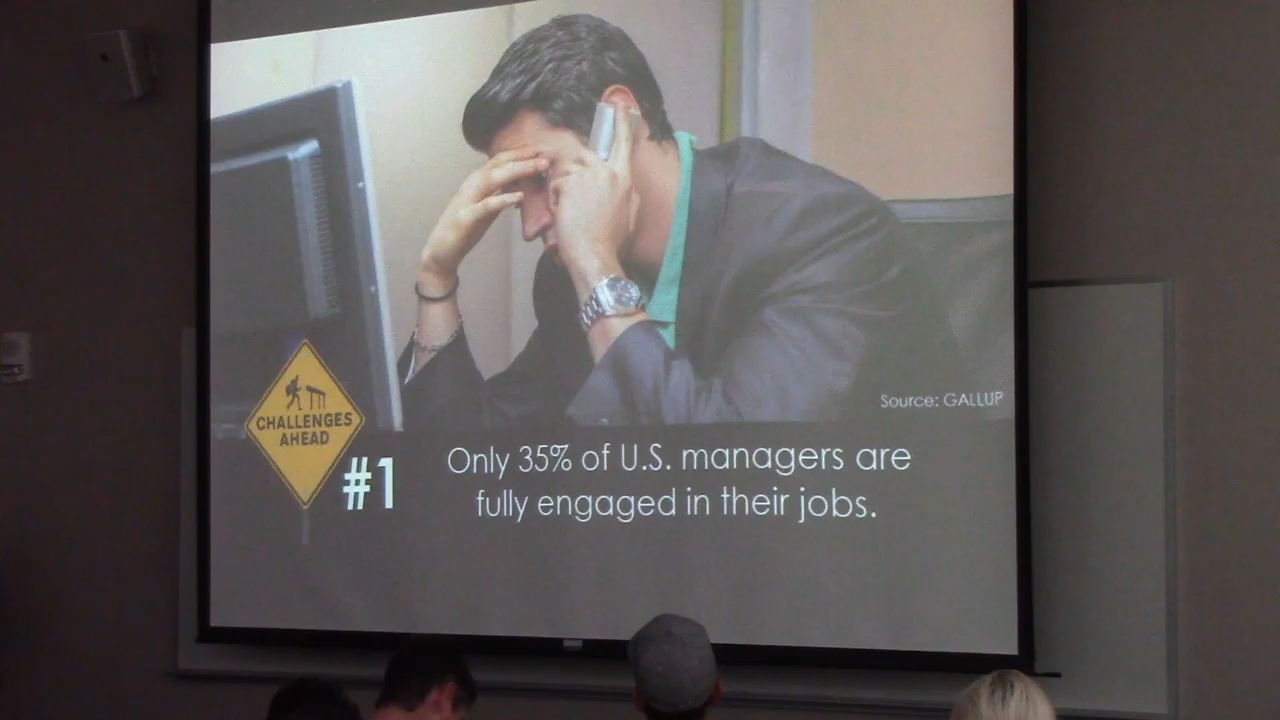 Source: GALLUP
CHALLENGES
AHEAD
#1
Only 35% of U.S. managers are
fully engaged in their jobs.